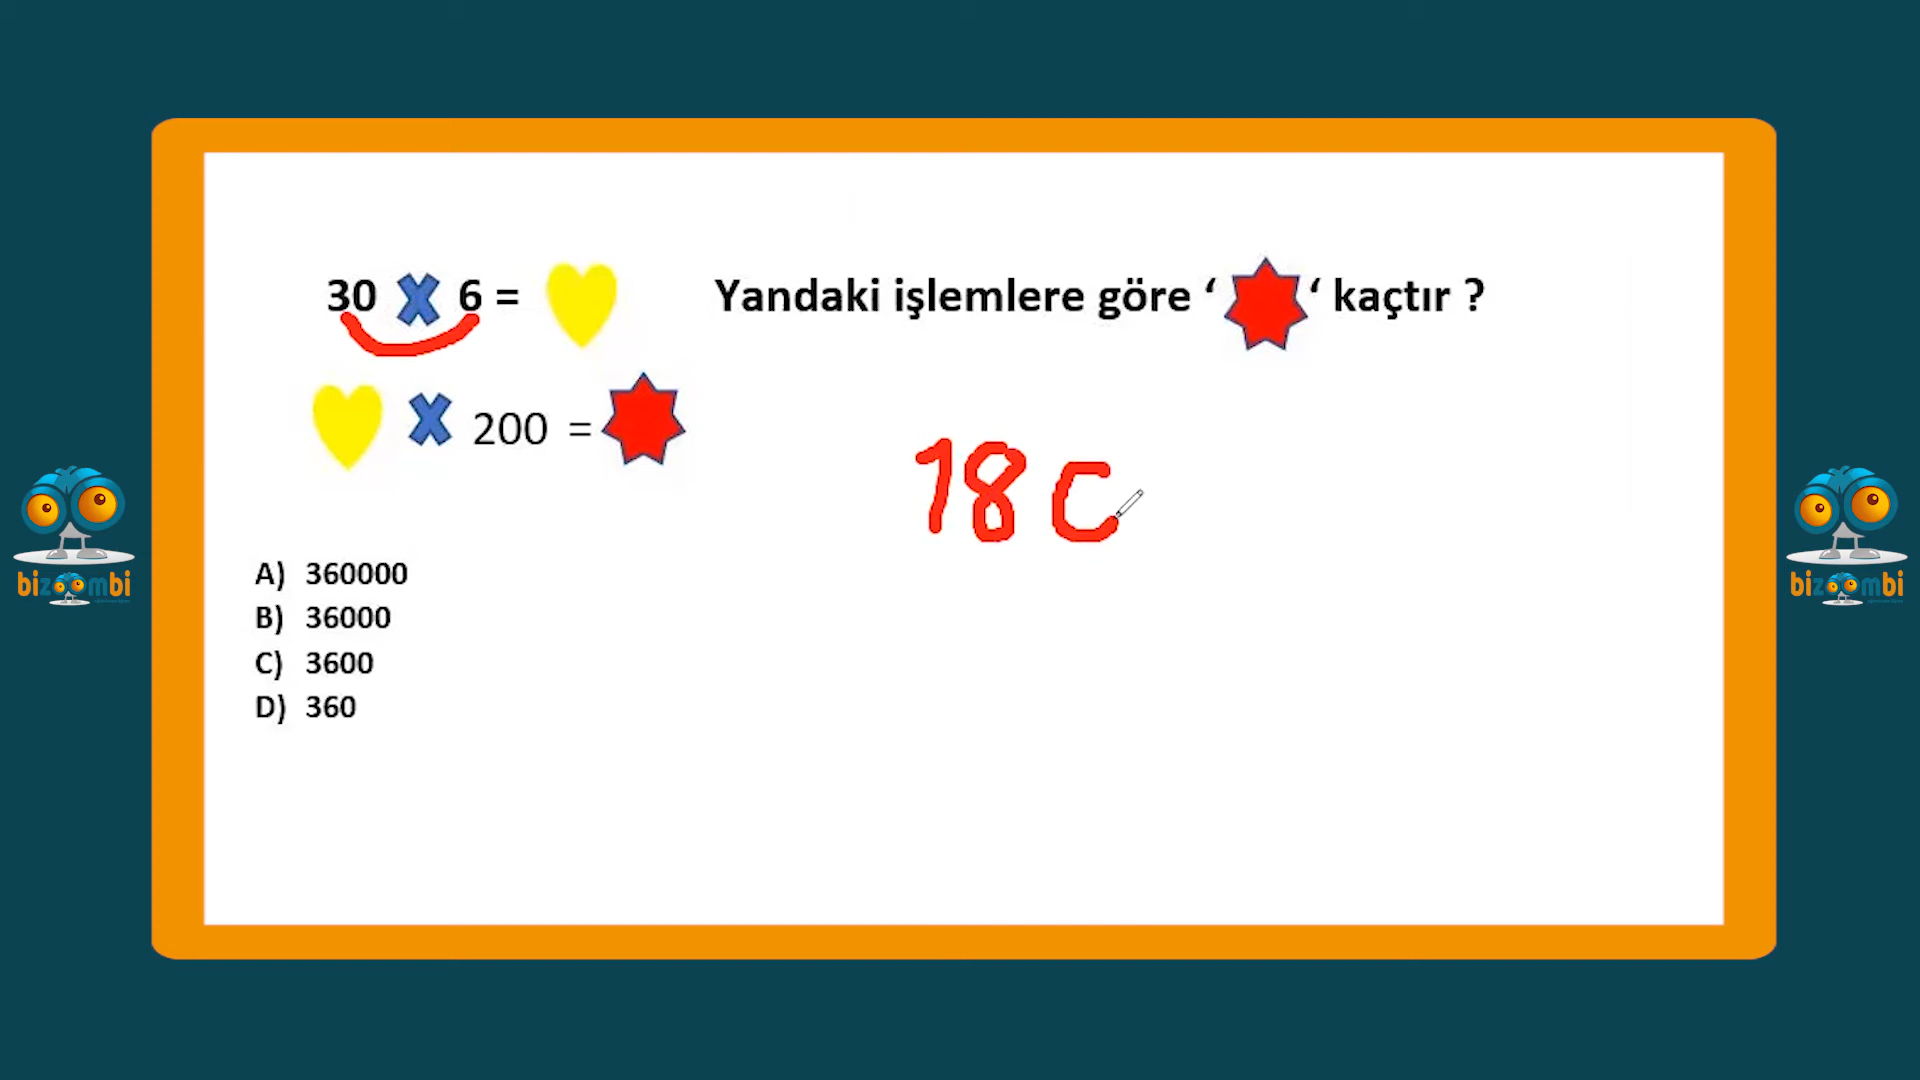 30 x 6 =
Yandaki işlemlere göre ‘ ‘ kaçtır ?
x 200 =
18
A) 360000
B) 36000
C) 3600
D) 360
bizoombi
bizoombi